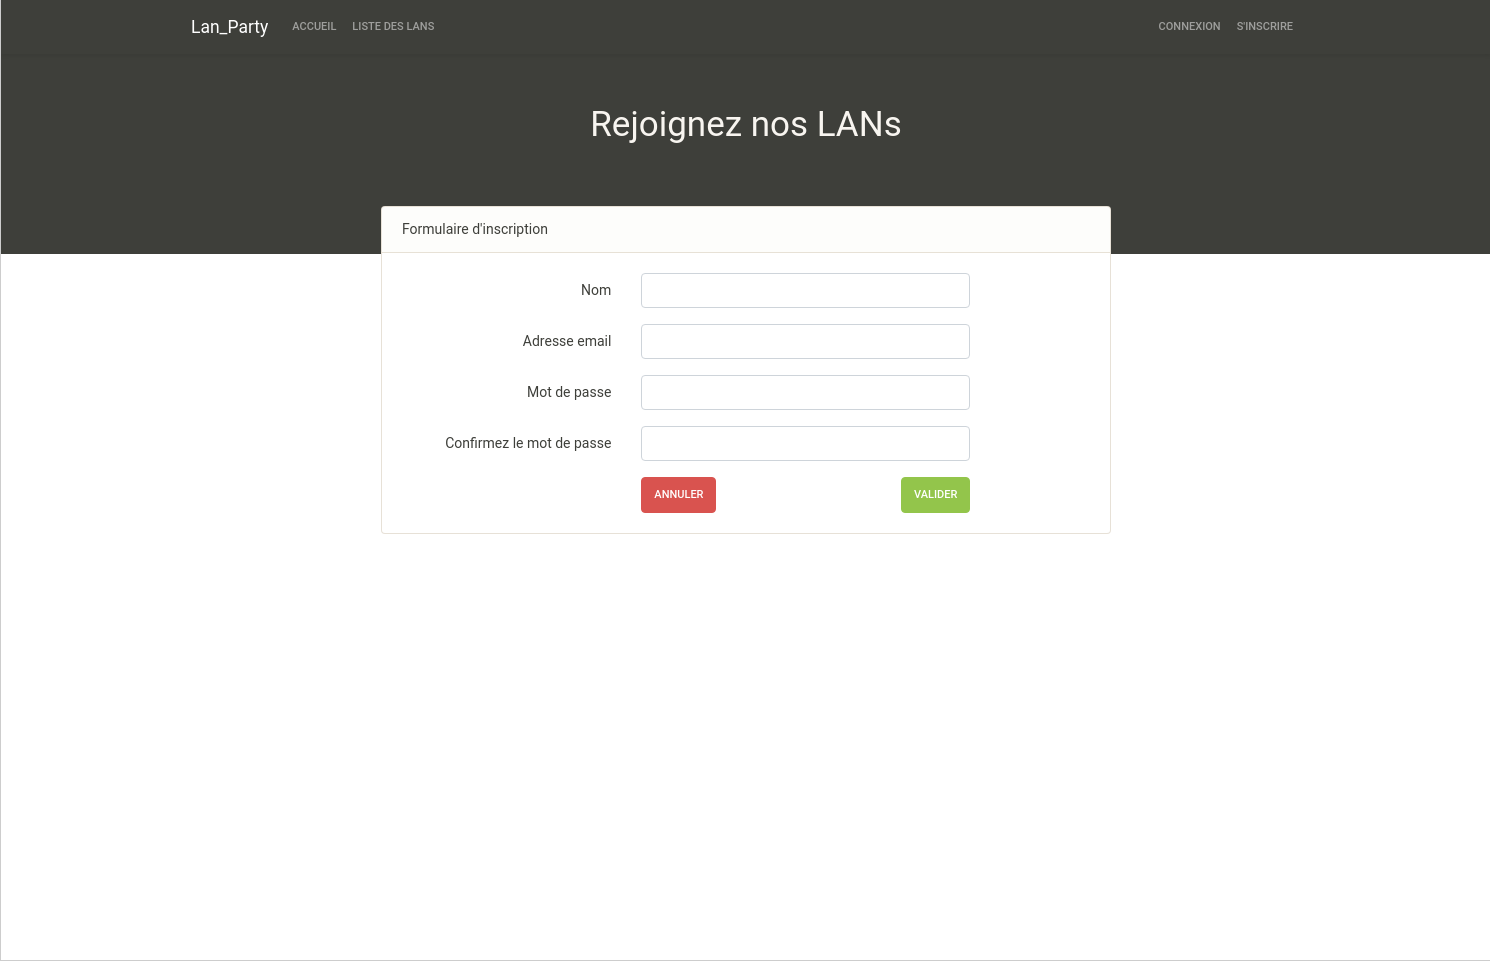 Lan_Party ACCUEIL LISTE DES LANS CONNEXION S'INSCRIRE
Rejoignez nos LANs
Formulaire d'inscription
Nom
Adresse email
Mot de passe
Confirmez le mot de passe
ANNULER VALIDER